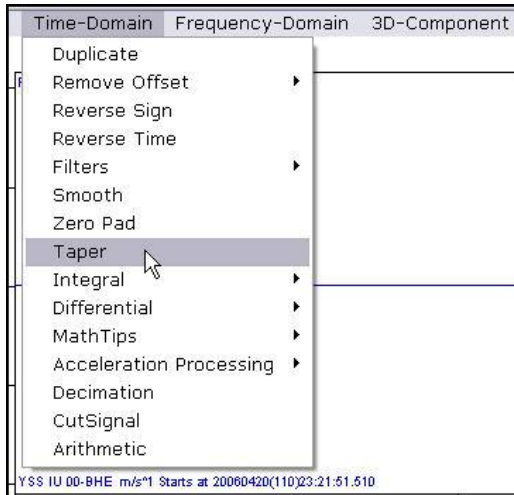 Time-Domain Frequency-Domain 3D-Component
Duplicate
Remove Offset
Reverse Sign
Reverse Time
Filters
Smooth
Zero Pad
Taper
Integral
Differential
MathTips
Acceleration Processing
Decimation
CutSignal
Arithmetic
YSS IU 00-BHE m/s^1 Starts at 20060420(110)23:21:51.510